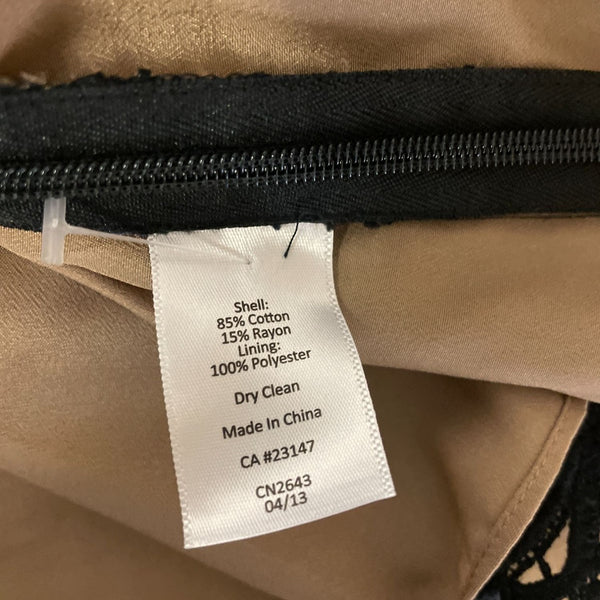 Shell:
85% Cotton
15% Rayon
Lining:
100% Polyester
Dry Clean
Made In China
CA #23147
CN2643
04/13